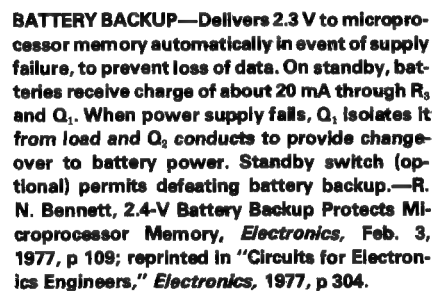 BATTERY BACKUP—Delivers 2.3 V to micropro-
cessor memory automatically in event of supply
failure, to prevent loss of data. On standby, bat-
teries receive charge of about 20 mA through R₃
and Q₁. When power supply fails, Q₁ isolates it
from load and Q₂ conducts to provide change-
over to battery power. Standby switch (op-
tional) permits defeating battery backup.—R.
N. Bennett, 2.4-V Battery Backup Protects Mi-
croprocessor Memory, Electronics, Feb. 3,
1977, p 109; reprinted in "Circuits for Electron-
ics Engineers," Electronics, 1977, p 304.